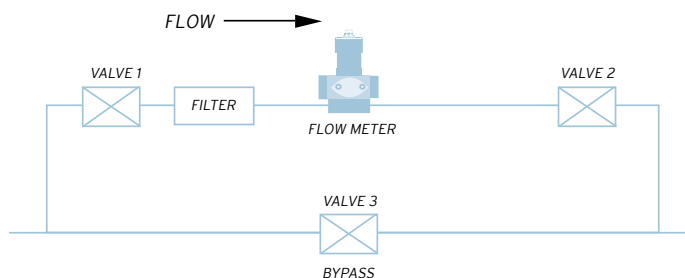 FLOW
VALVE 1
VALVE 2
FILTER
FLOW METER
VALVE 3
BYPASS